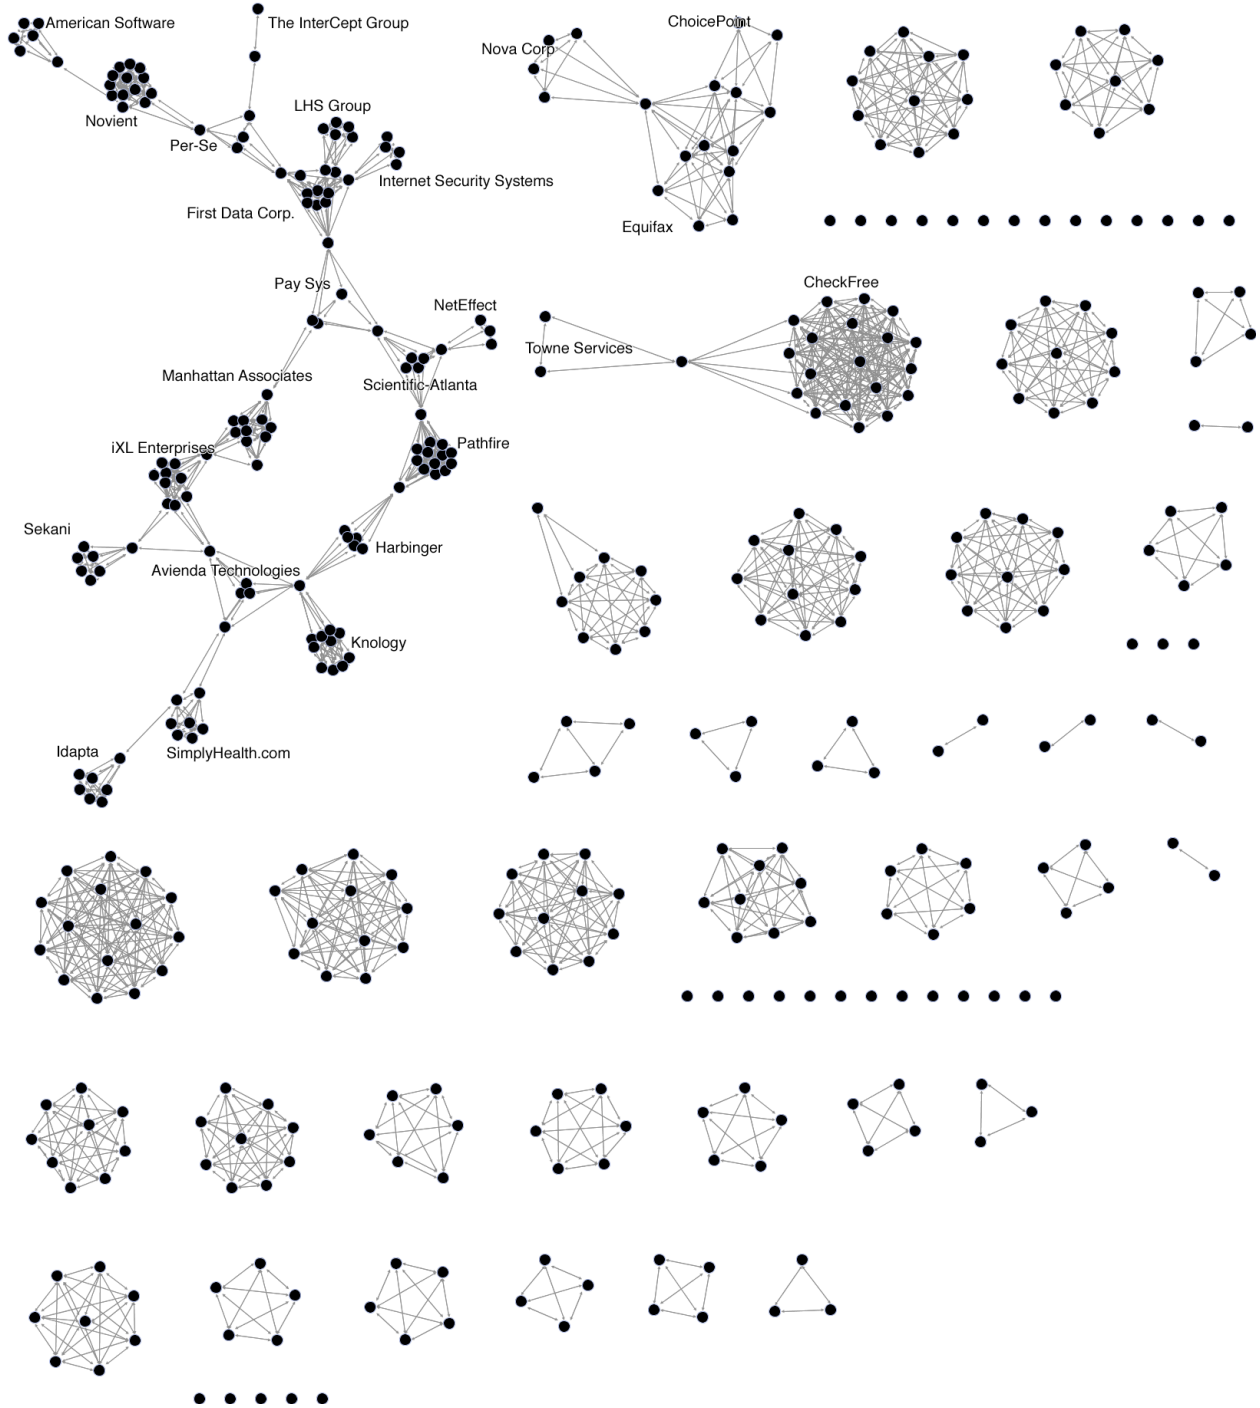 American Software
The InterCept Group
ChoicePoint
Nova Corp
LHS Group
Novient
Per-Se
Internet Security Systems
First Data Corp.
Equifax
Pay Sys
CheckFree
NetEffect
Towne Services
Manhattan Associates
Scientific-Atlanta
iXL Enterprises
Pathfire
Sekani
Harbinger
Avienda Technologies
Knology
Idapta
SimplyHealth.com